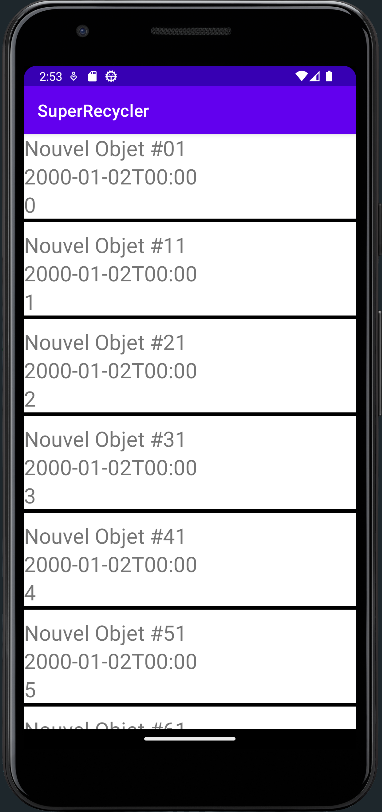 2:53
SuperRecycler
Nouvel Objet #01
2000-01-02T00:00
0
Nouvel Objet #11
2000-01-02T00:00
1
Nouvel Objet #21
2000-01-02T00:00
2
Nouvel Objet #31
2000-01-02T00:00
3
Nouvel Objet #41
2000-01-02T00:00
4
Nouvel Objet #51
2000-01-02T00:00
5
Nouvel Objet #61